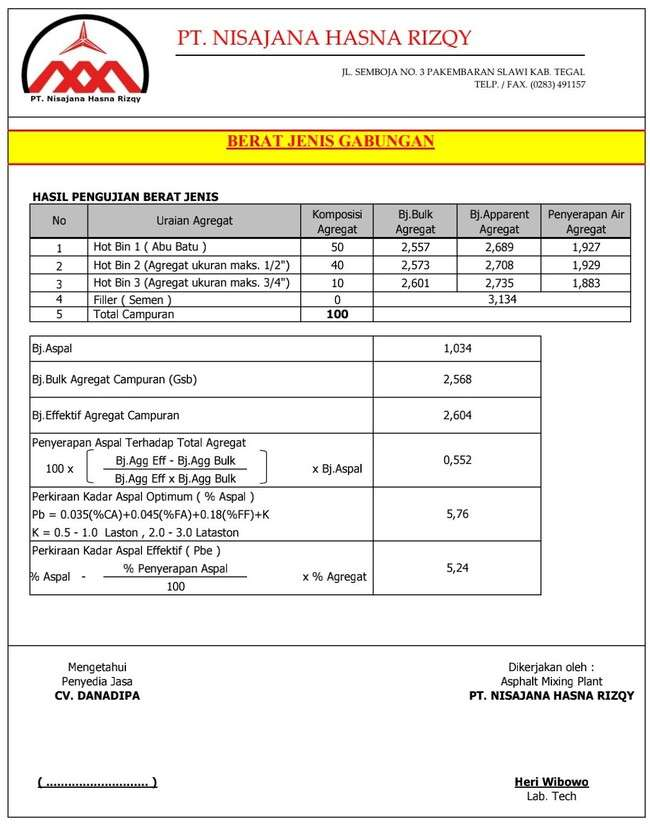 PT. NISAJANA HASNA RIZQY
JL. SEMBOJA NO. 3 PAKEMBARAN SLAWI KAB. TEGAL
TELP. / FAX. (0283) 491157
PT. Nisajana Hasna Rizqy
BERAT JENIS GABUNGAN
HASIL PENGUJIAN BERAT JENIS
No Uraian Agregat Komposisi Agregat Bj.Bulk Agregat Bj.Apparent Agregat Penyerapan Air Agregat
1 Hot Bin 1 ( Abu Batu ) 50 2,557 2,689 1,927
2 Hot Bin 2 (Agregat ukuran maks. 1/2") 40 2,573 2,708 1,929
3 Hot Bin 3 (Agregat ukuran maks. 3/4") 10 2,601 2,735 1,883
4 Filler ( Semen ) 0 3,134
5 Total Campuran 100
Bj.Aspal 1,034
Bj.Bulk Agregat Campuran (Gsb) 2,568
Bj.Effektif Agregat Campuran 2,604
Penyerapan Aspal Terhadap Total Agregat
100 x Bj.Agg Eff - Bj.Agg Bulk x Bj.Aspal 0,552
Bj.Agg Eff x Bj.Agg Bulk
Perkiraan Kadar Aspal Optimum ( % Aspal )
Pb = 0.035(%CA)+0.045(%FA)+0.18(%FF)+K 5,76
K = 0.5 - 1.0 Laston , 2.0 - 3.0 Lataston
Perkiraan Kadar Aspal Effektif ( Pbe )
% Aspal - % Penyerapan Aspal x % Agregat 5,24
100
Mengetahui
Penyedia Jasa
CV. DANADIPA
Dikerjakan oleh :
Asphalt Mixing Plant
PT. NISAJANA HASNA RIZQY
( ............................ )
Heri Wibowo
Lab. Tech